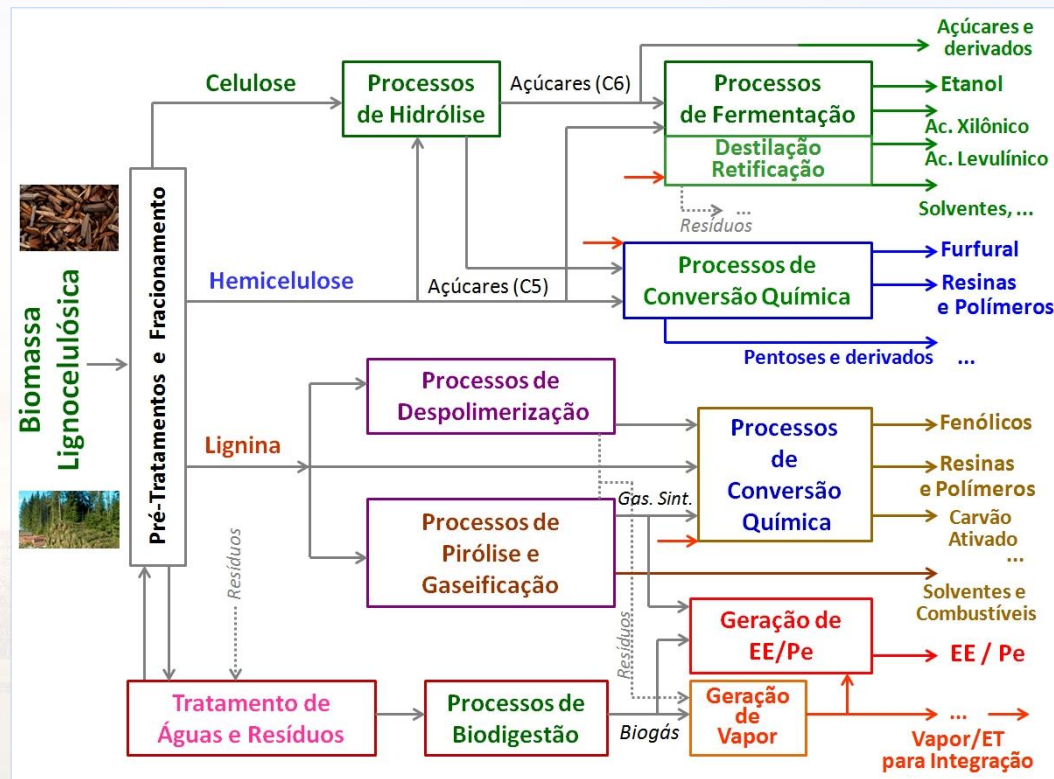 Açúcares e
derivados
Celulose
Processos
de Hidrólise
Açúcares (C6)
Processos
de Fermentação
Etanol
Ac. Xilônico
Destilação
Retificação
Ac. Levulínico
Solventes, ...
...
Resíduos
Biomassa
Lignocelulósica
Pré-Tratamentos e Fracionamento
Hemicelulose
Açúcares (C5)
Processos de
Conversão Química
Furfural
Resinas
e Polímeros
Pentoses e derivados ...
Lignina
Processos de
Despolimerização
Processos
de
Conversão
Química
Fenólicos
Resinas
e Polímeros
Carvão
Ativado
...
Gas. Sint.
Processos de
Pirólise e
Gaseificação
Solventes e
Combustíveis
Resíduos
Resíduos
Geração de
EE/Pe
EE / Pe
Tratamento de
Águas e Resíduos
Processos de
Biodigestão
Biogás
Geração
de
Vapor
...
Vapor/ET
para Integração